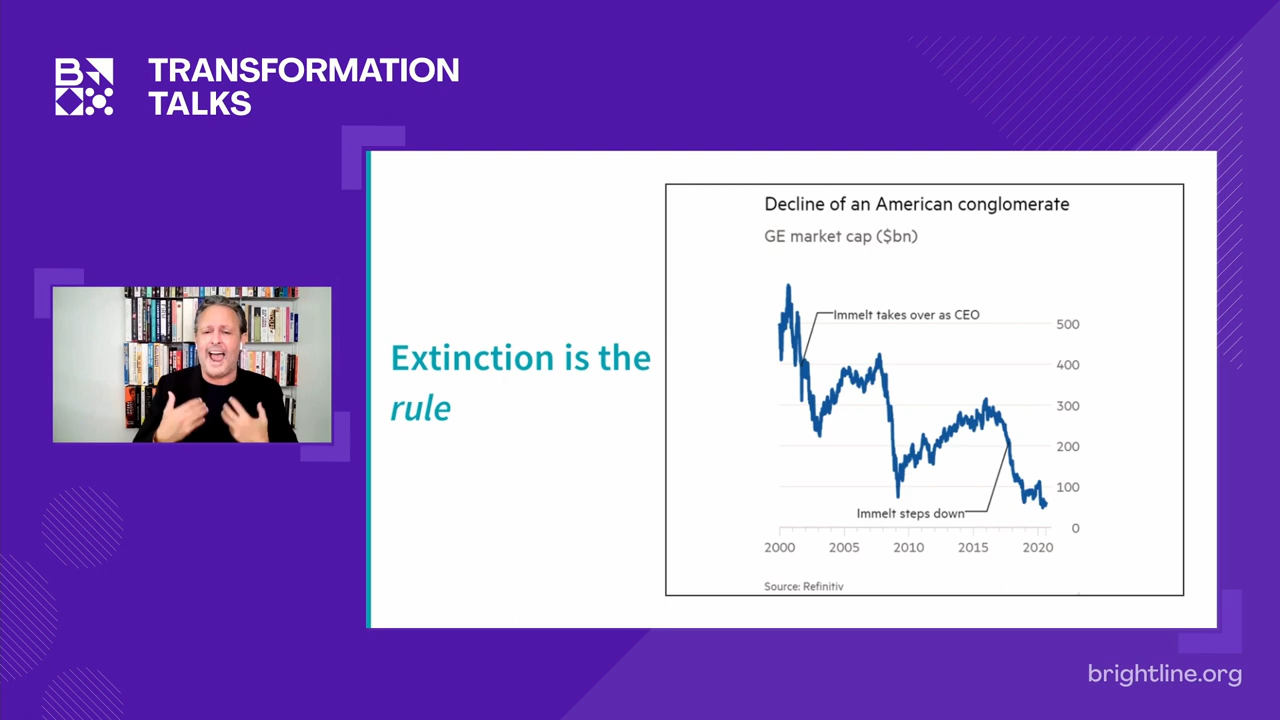 TRANSFORMATION
TALKS
Extinction is the
rule
Decline of an American conglomerate
GE market cap ($bn)
Immelt takes over as CEO
500
400
300
200
100
0
Immelt steps down
2000 2005 2010 2015 2020
Source: Refinitiv
brightline.org